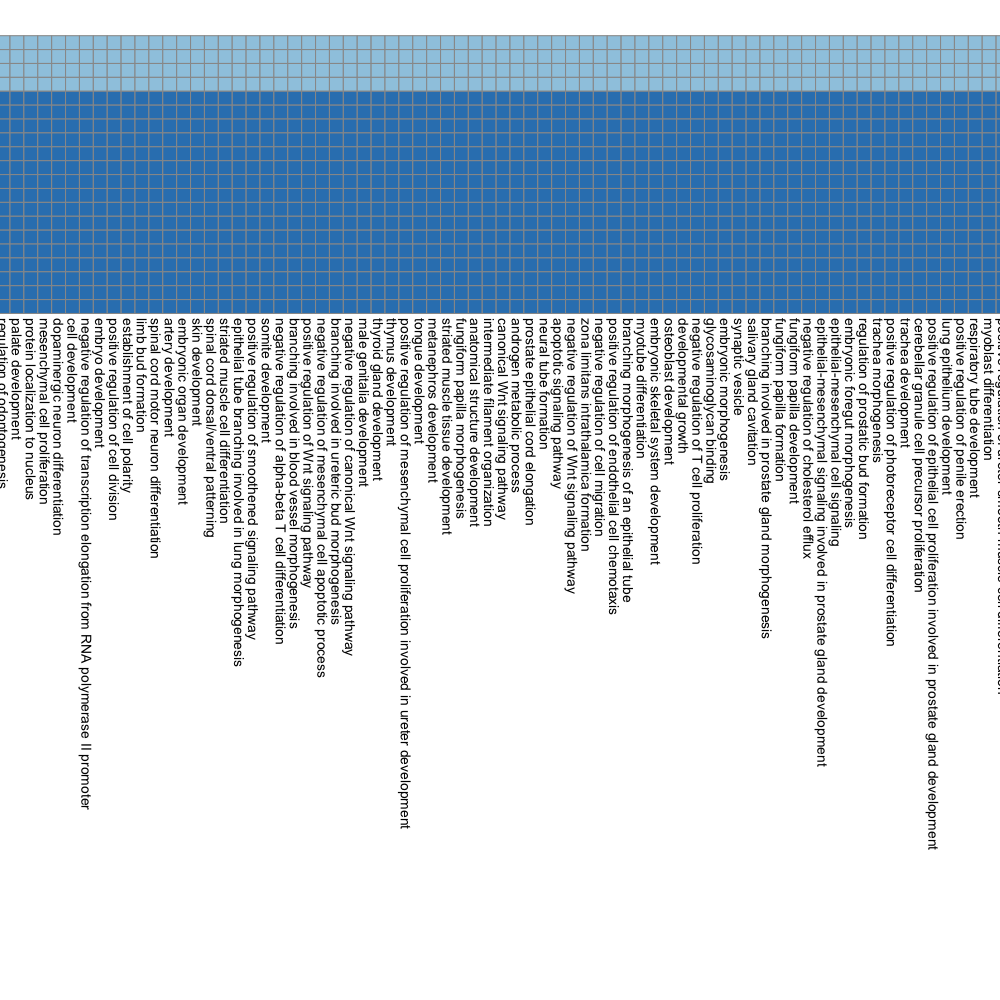 regulation of odontogenesis
palate development
protein localization to nucleus
mesenchymal cell proliferation
dopaminergic neuron differentiation
cell development
negative regulation of transcription elongation from RNA polymerase II promoter
embryo development
positive regulation of cell division
establishment of cell polarity
limb bud formation
spinal cord motor neuron differentiation
artery development
embryonic organ development
skin development
spinal cord dorsal/ventral patterning
striated muscle cell differentiation
epithelial tube branching involved in lung morphogenesis
positive regulation of smoothened signaling pathway
somite development
negative regulation of alpha-beta T cell differentiation
branching involved in blood vessel morphogenesis
positive regulation of Wnt signaling pathway
negative regulation of mesenchymal cell apoptotic process
branching involved in ureteric bud morphogenesis
negative regulation of canonical Wnt signaling pathway
male genitalia development
thyroid gland development
thymus development
positive regulation of mesenchymal cell proliferation involved in ureter development
tongue development
metanephros development
striated muscle tissue development
fungiform papilla morphogenesis
anatomical structure development
intermediate filament organization
canonical Wnt signaling pathway
androgen metabolic process
prostate epithelial cord elongation
neural tube formation
apoptotic signaling pathway
negative regulation of Wnt signaling pathway
zona limitans intrathalamica formation
negative regulation of cell migration
positive regulation of endothelial cell chemotaxis
branching morphogenesis of an epithelial tube
myotube differentiation
embryonic skeletal system development
osteoblast development
developmental growth
negative regulation of T cell proliferation
glycosaminoglycan binding
embryonic morphogenesis
synaptic vesicle
salivary gland cavitation
branching involved in prostate gland morphogenesis
fungiform papilla formation
fungiform papilla development
negative regulation of cholesterol efflux
epithelial-mesenchymal signaling involved in prostate gland development
epithelial-mesenchymal cell signaling
embryonic foregut morphogenesis
regulation of prostatic bud formation
trachea morphogenesis
positive regulation of photoreceptor cell differentiation
trachea development
cerebellar granule cell precursor proliferation
positive regulation of epithelial cell proliferation involved in prostate gland development
lung epithelium development
positive regulation of penile erection
respiratory tube development
myoblast differentiation